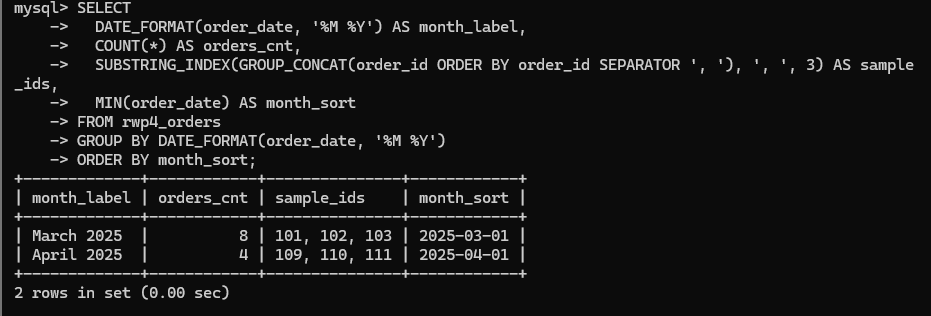 mysql> SELECT
    ->   DATE_FORMAT(order_date, '%M %Y') AS month_label,
    ->   COUNT(*) AS orders_cnt,
    ->   SUBSTRING_INDEX(GROUP_CONCAT(order_id ORDER BY order_id SEPARATOR ', '), ', ', 3) AS sample
_ids,
    ->   MIN(order_date) AS month_sort
    -> FROM rwp4_orders
    -> GROUP BY DATE_FORMAT(order_date, '%M %Y')
    -> ORDER BY month_sort;
+-------------+------------+---------------+------------+
| month_label | orders_cnt | sample_ids    | month_sort |
+-------------+------------+---------------+------------+
| March 2025  |          8 | 101, 102, 103 | 2025-03-01 |
| April 2025  |          4 | 109, 110, 111 | 2025-04-01 |
+-------------+------------+---------------+------------+
2 rows in set (0.00 sec)